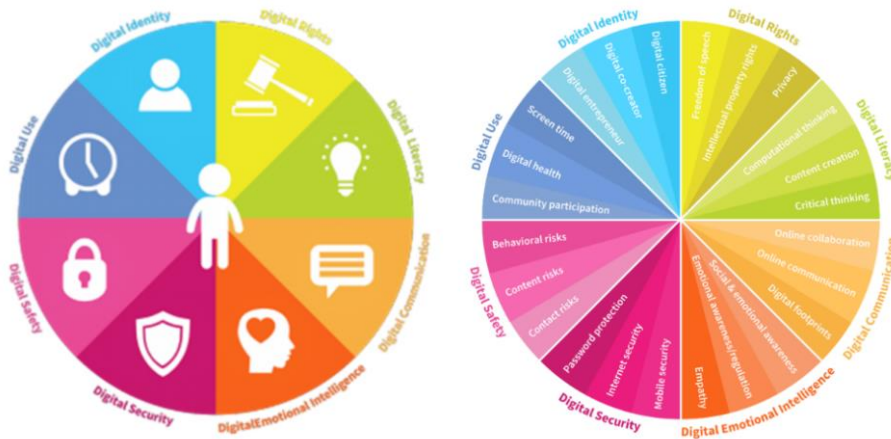 Digital Identity
Digital Rights
Digital Literacy
Digital Communication
DigitalEmotional Intelligence
Digital Security
Digital Safety
Digital Use
Digital Identity
Digital citizen
Digital co-creator
Digital entrepreneur
Digital Rights
Freedom of speech
Intellectual property rights
Privacy
Digital Literacy
Computational thinking
Content creation
Critical thinking
Digital Communication
Online collaboration
Online communication
Digital footprints
Digital Emotional Intelligence
Social & emotional awareness
Emotional awareness/regulation
Empathy
Digital Security
Mobile security
Internet security
Password protection
Digital Safety
Contact risks
Content risks
Behavioral risks
Digital Use
Community participation
Digital health
Screen time